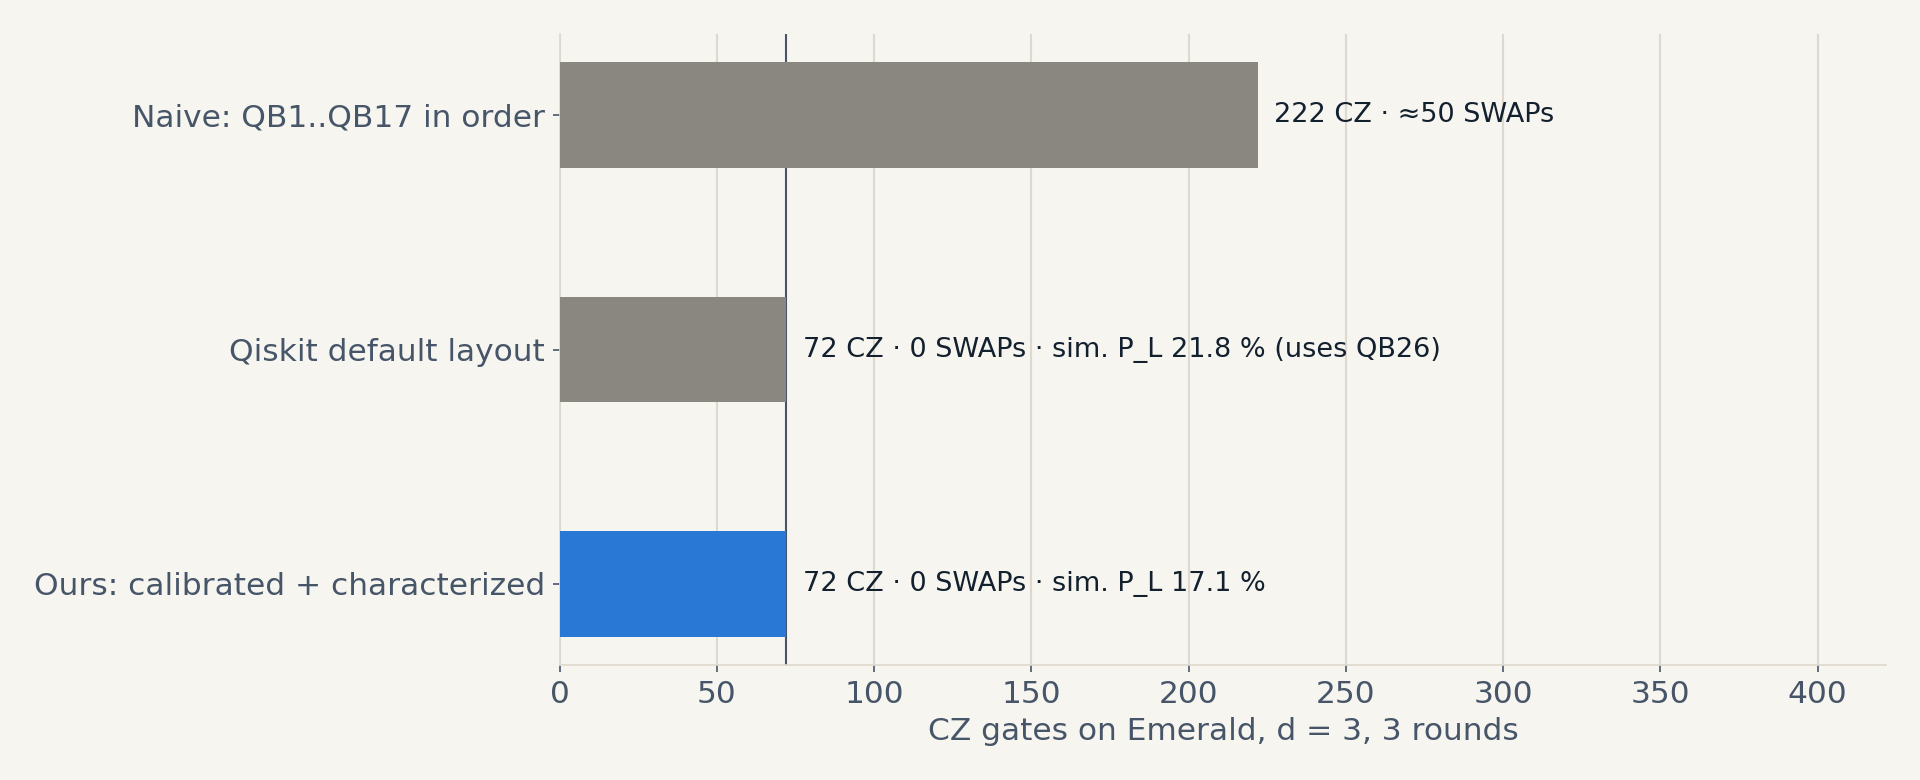 Naive: QB1..QB17 in order
222 CZ · ≈50 SWAPs
Qiskit default layout
72 CZ · 0 SWAPs · sim. P_L 21.8 % (uses QB26)
Ours: calibrated + characterized
72 CZ · 0 SWAPs · sim. P_L 17.1 %
0 50 100 150 200 250 300 350 400
CZ gates on Emerald, d = 3, 3 rounds